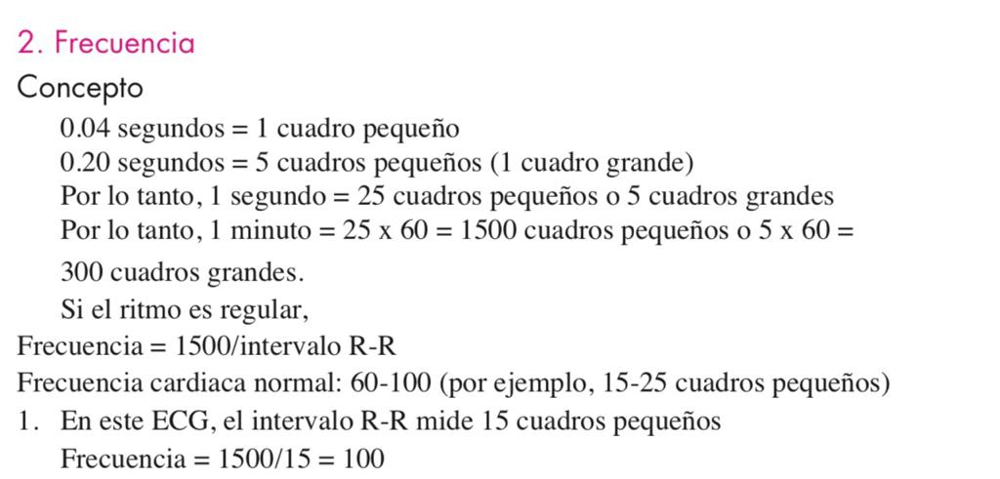 2. Frecuencia
Concepto
0.04 segundos = 1 cuadro pequeño
0.20 segundos = 5 cuadros pequeños (1 cuadro grande)
Por lo tanto, 1 segundo = 25 cuadros pequeños o 5 cuadros grandes
Por lo tanto, 1 minuto = 25 x 60 = 1500 cuadros pequeños o 5 x 60 =
300 cuadros grandes.
Si el ritmo es regular,
Frecuencia = 1500/intervalo R-R
Frecuencia cardiaca normal: 60-100 (por ejemplo, 15-25 cuadros pequeños)
1. En este ECG, el intervalo R-R mide 15 cuadros pequeños
Frecuencia = 1500/15 = 100